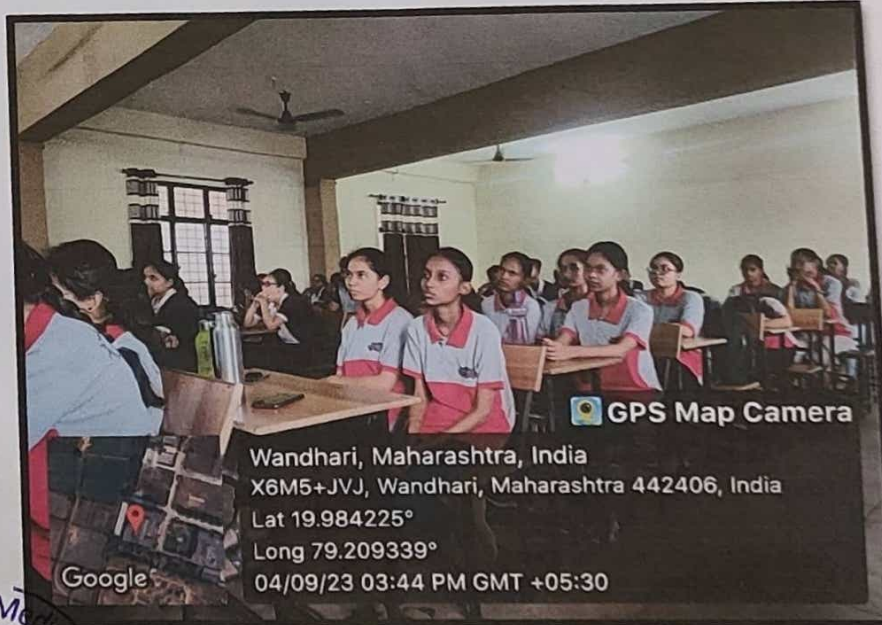 GPS Map Camera
Wandhari, Maharashtra, India
X6M5+JVJ, Wandhari, Maharashtra 442406, India
Lat 19.984225°
Long 79.209339°
04/09/23 03:44 PM GMT +05:30
Google